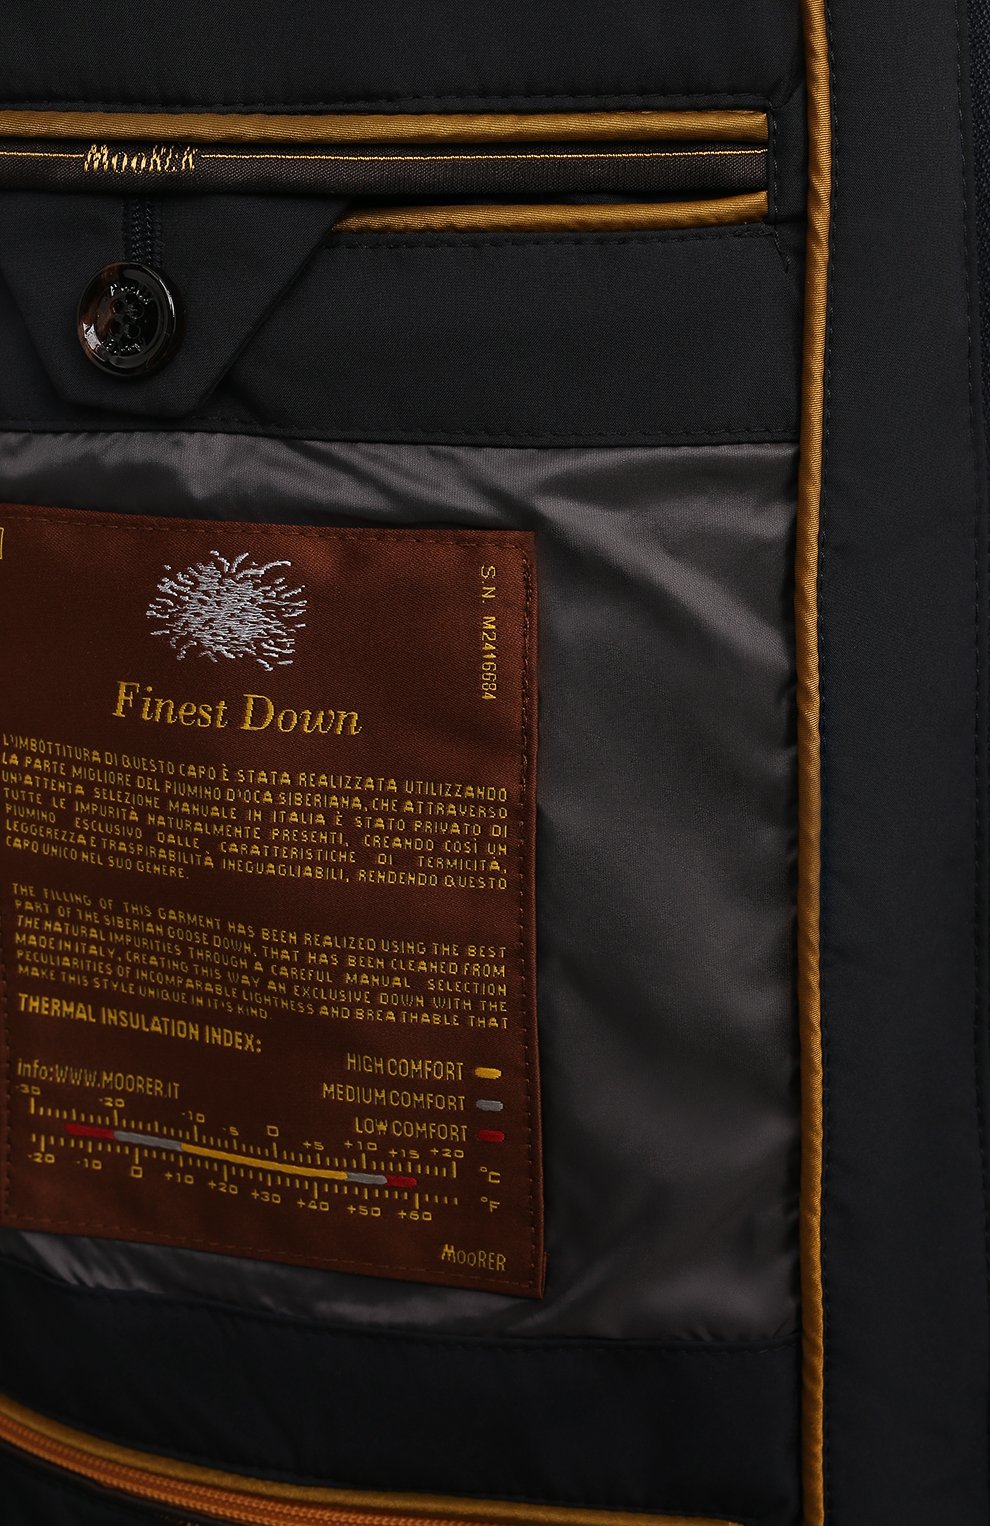 MooRER
S.N. M2416684
Finest Down
L'IMBOTTITURA DI QUESTO CAPO È STATA REALIZZATA UTILIZZANDO
LA PARTE MIGLIORE DEL PIUMINO D'OCA SIBERIANA, CHE ATTRAVERSO
UN'ATTENTA SELEZIONE MANUALE IN ITALIA È STATO PRIVATO DI
TUTTE LE IMPURITÀ NATURALMENTE PRESENTI, CREANDO COSÌ UN
PIUMINO ESCLUSIVO DALLE CARATTERISTICHE DI TERMICITÀ,
LEGGEREZZA E TRASPIRABILITÀ INEGUAGLIABILI, RENDENDO QUESTO
CAPO UNICO NEL SUO GENERE.
THE FILLING OF THIS GARMENT HAS BEEN REALIZED USING THE BEST
PART OF THE SIBERIAN GOOSE DOWN, THAT HAS BEEN CLEANED FROM
THE NATURAL IMPURITIES THROUGH A CAREFUL MANUAL SELECTION
MADE IN ITALY, CREATING THIS WAY AN EXCLUSIVE DOWN WITH THE
PECULIARITIES OF INCOMPARABLE LIGHTNESS AND BREATHABLE THAT
MAKE THIS STYLE UNIQUE IN IT'S KIND.
THERMAL INSULATION INDEX:
HIGH COMFORT
info:WWW.MOORER.IT
MEDIUM COMFORT
LOW COMFORT
-30 -20 -10 -5 0 +5 +10 +15 +20 °C
-20 -10 0 +10 +20 +30 +40 +50 +60 °F
MOORER